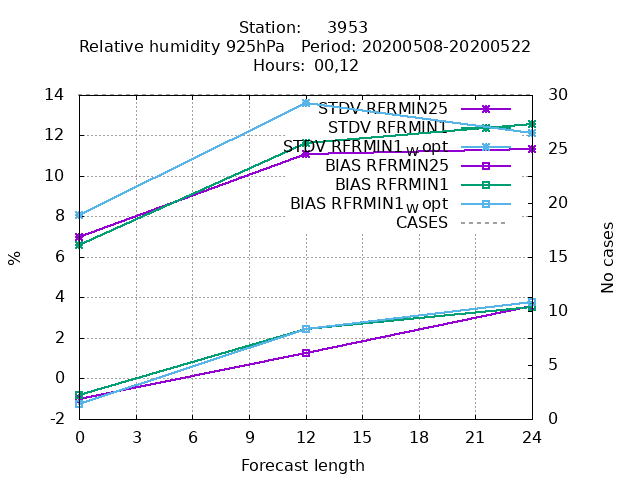 Station: 3953
Relative humidity 925hPa Period: 20200508-20200522
Hours: 00,12
14 30
STDV RFRMIN25
STDV RFRMIN1
12
STDV RFRMIN1W opt
25
BIAS RFRMIN25
10
BIAS RFRMIN1
BIAS RFRMIN1W opt
20
8
CASES
6 15
%
No cases
4
10
2
5
0
-2 0
0 3 6 9 12 15 18 21 24
Forecast length